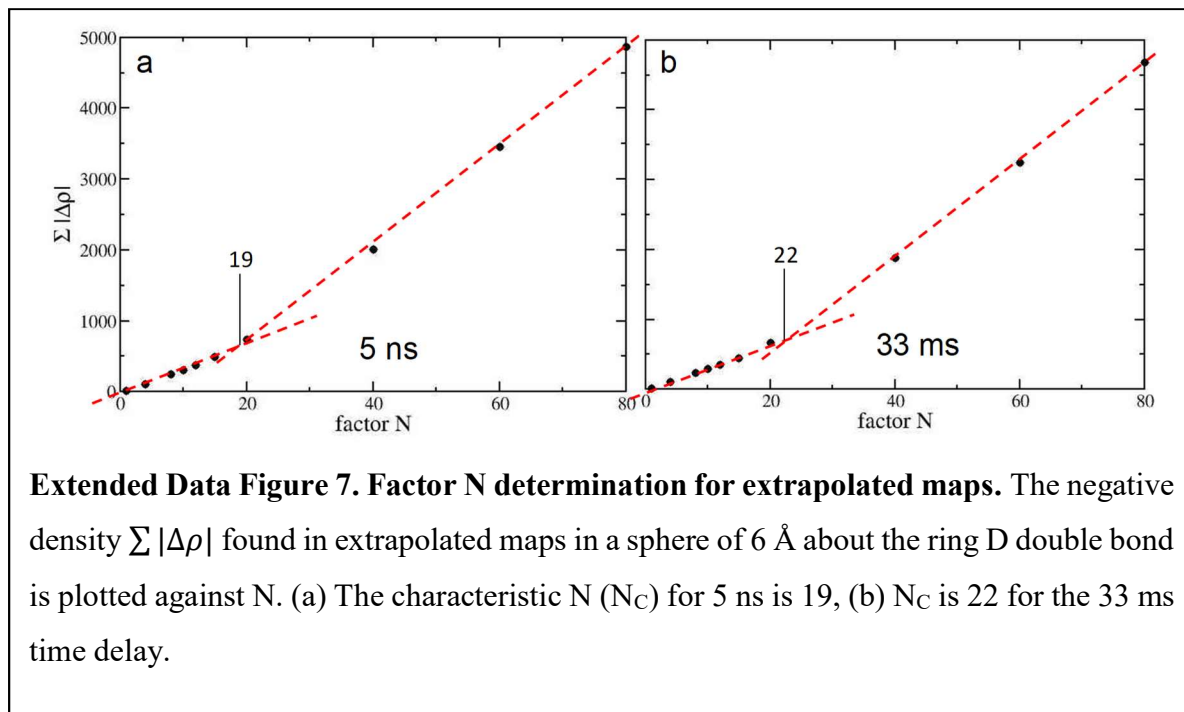 5000
4000
3000
2000
1000
0
Σ |Δρ|
a
19
5 ns
0 20 40 60 80
factor N
b
22
33 ms
0 20 40 60 80
factor N
Extended Data Figure 7. Factor N determination for extrapolated maps. The negative
density ∑ |Δρ| found in extrapolated maps in a sphere of 6 Å about the ring D double bond
is plotted against N. (a) The characteristic N (NC) for 5 ns is 19, (b) NC is 22 for the 33 ms
time delay.